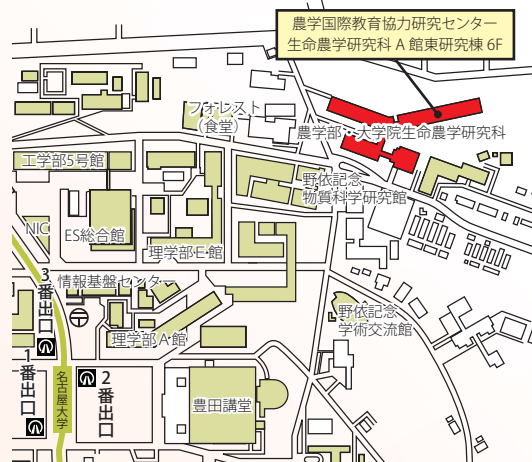 農学国際教育協力研究センター
生命農学研究科 A 館東研究棟 6F
フォレスト
（食堂）
農学部・大学院生命農学研究科
工学部5号館
野依記念
物質科学研究館
NIC
ES総合館
理学部E館
情報基盤センター
3番出口
野依記念
学術交流館
理学部A館
1番出口
名古屋大学
2番出口
豊田講堂